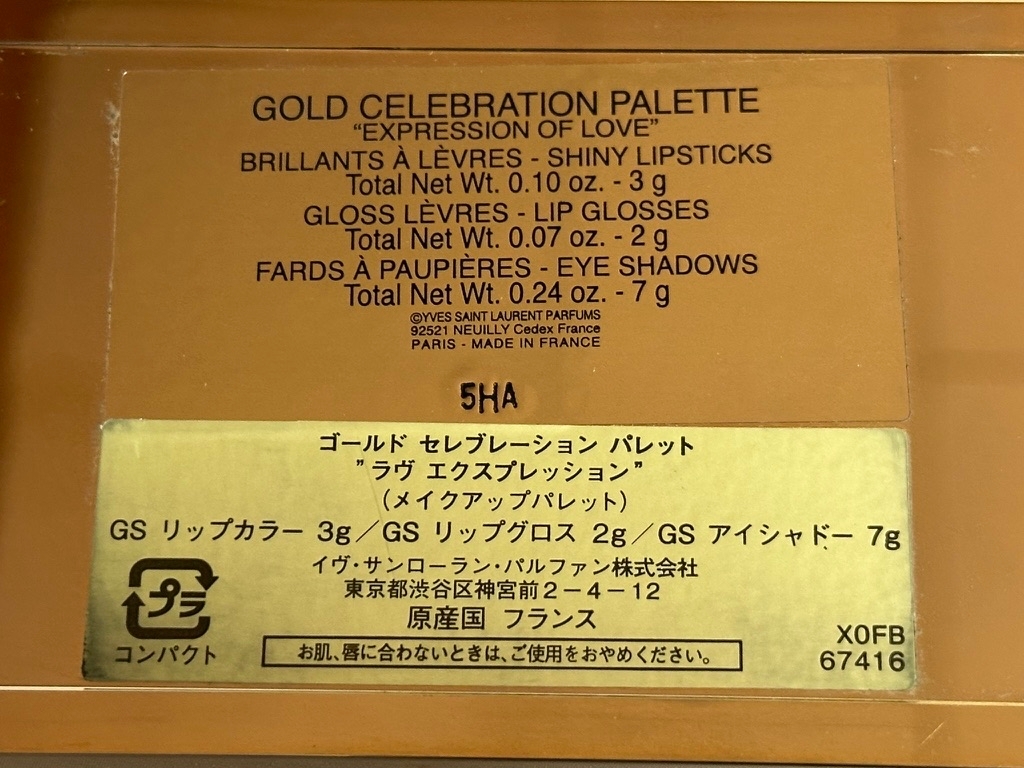 GOLD CELEBRATION PALETTE
“EXPRESSION OF LOVE”
BRILLANTS À LÈVRES - SHINY LIPSTICKS
Total Net Wt. 0.10 oz. - 3 g
GLOSS LÈVRES - LIP GLOSSES
Total Net Wt. 0.07 oz. - 2 g
FARDS À PAUPIÈRES - EYE SHADOWS
Total Net Wt. 0.24 oz. - 7 g
©YVES SAINT LAURENT PARFUMS
92521 NEUILLY Cedex France
PARIS - MADE IN FRANCE
5HA
ゴールド セレブレーション パレット
”ラヴ エクスプレッション”
(メイクアップパレット)
GS リップカラー 3g/GS リップグロス 2g/GS アイシャドー 7g
イヴ・サンローラン・パルファン株式会社
東京都渋谷区神宮前2-4-12
原産国 フランス
プラ
コンパクト
お肌、唇に合わないときは、ご使用をおやめください。
X0FB
67416